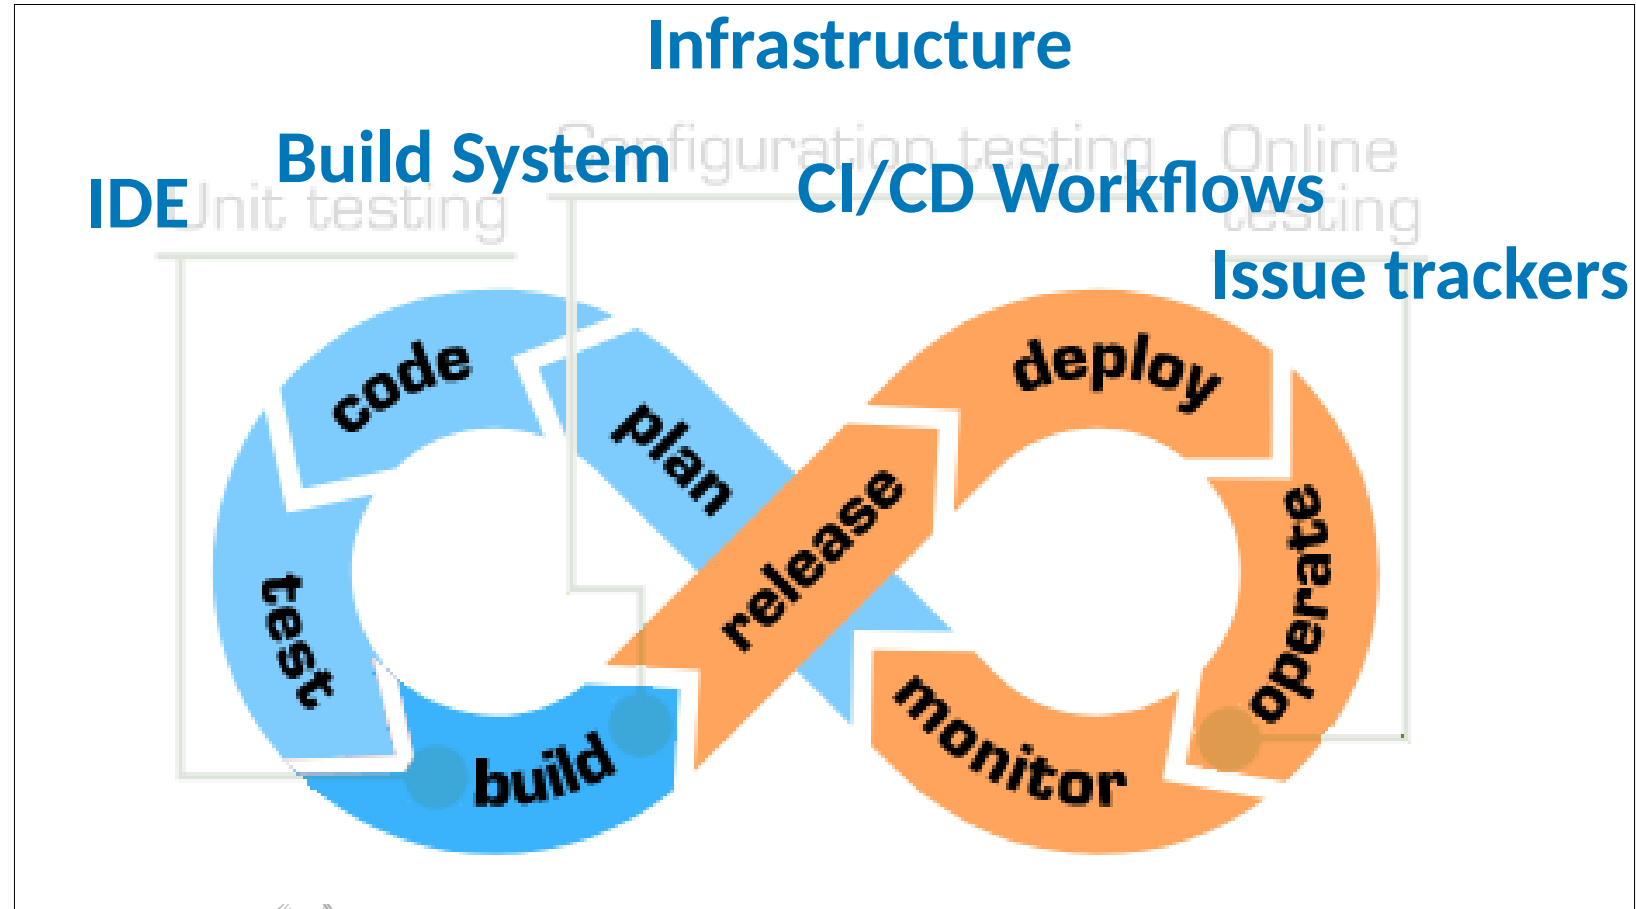 Infrastructure
Configuration testing
Online
testing
Build System
CI/CD Workflows
IDE
Unit testing
Issue trackers
code
plan
deploy
release
operate
test
build
monitor